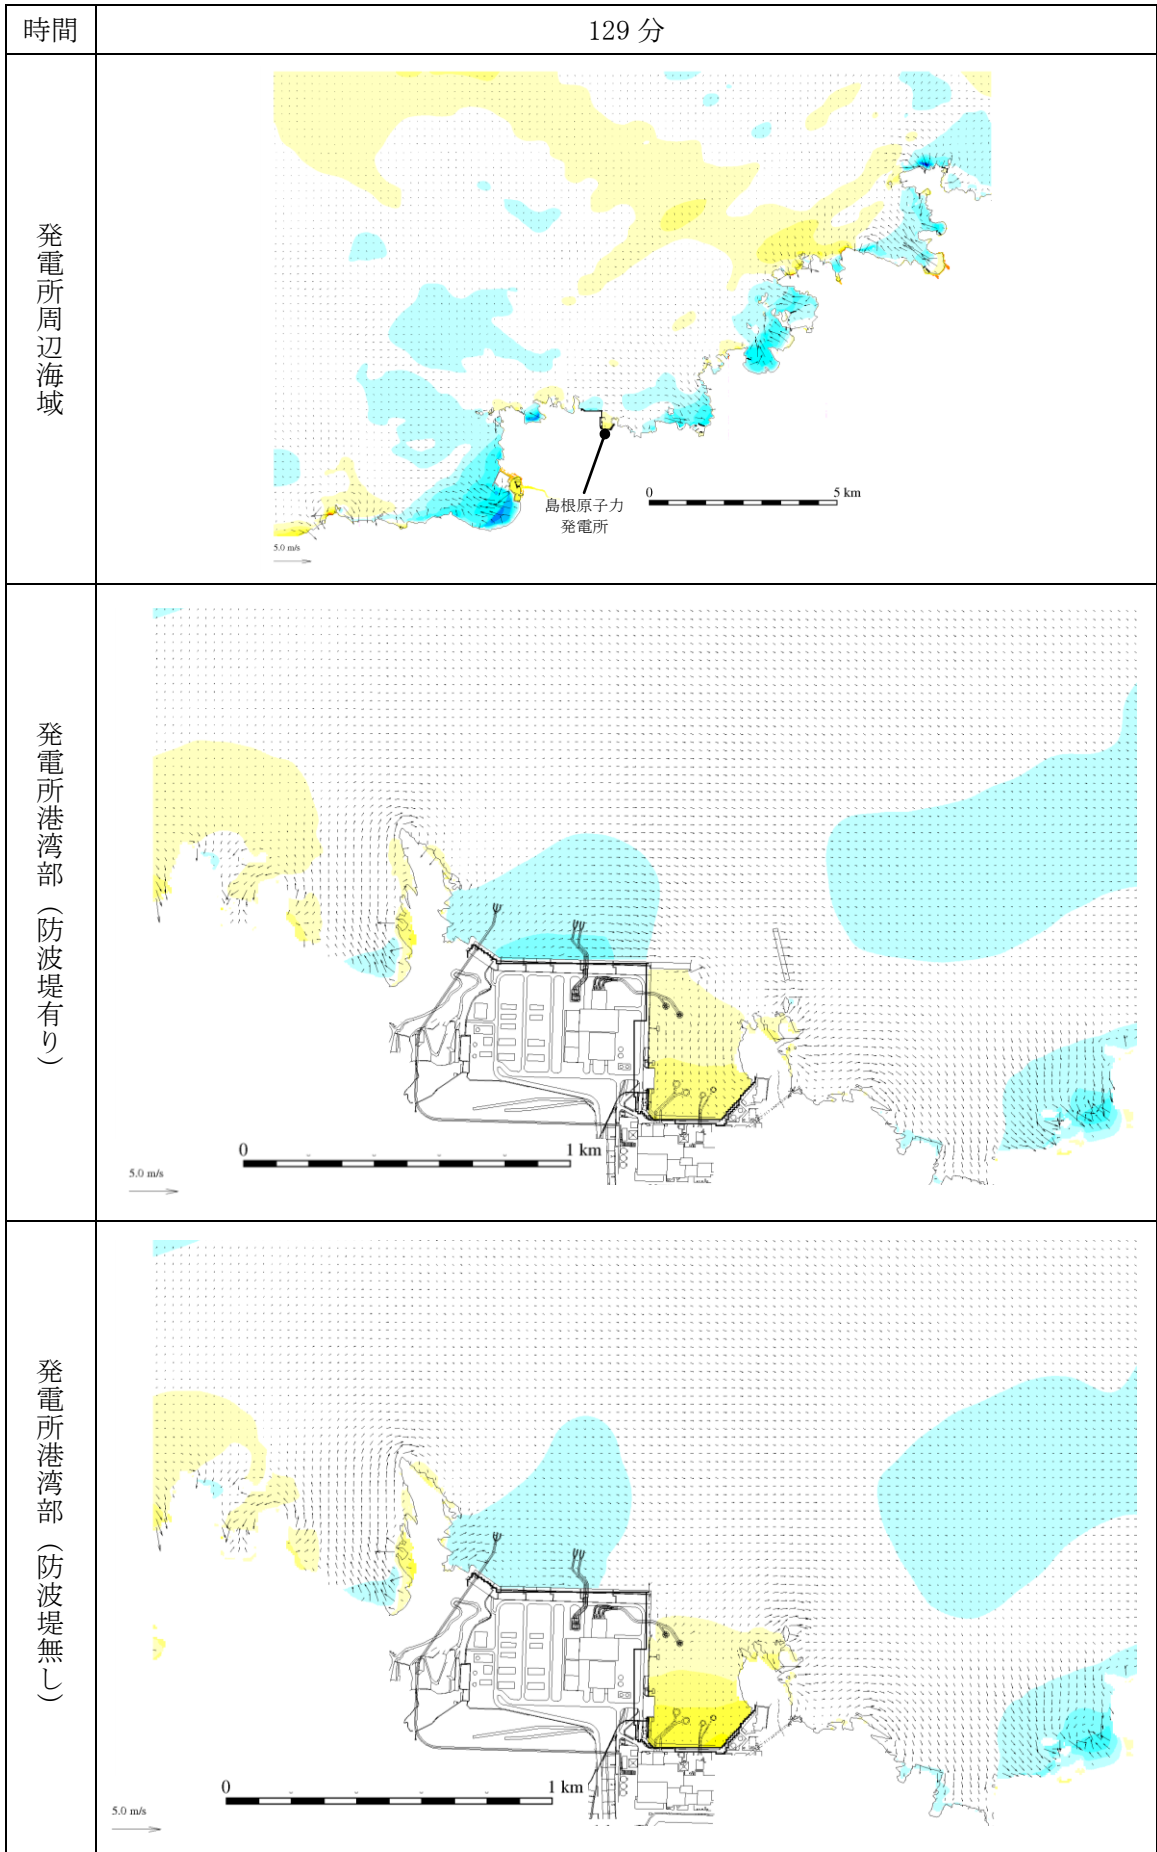 時間
129 分
発電所周辺海域
島根原子力
発電所
0
5 km
5.0 m/s
発電所港湾部（防波堤有り）
0
1 km
5.0 m/s
発電所港湾部（防波堤無し）
0
1 km
5.0 m/s